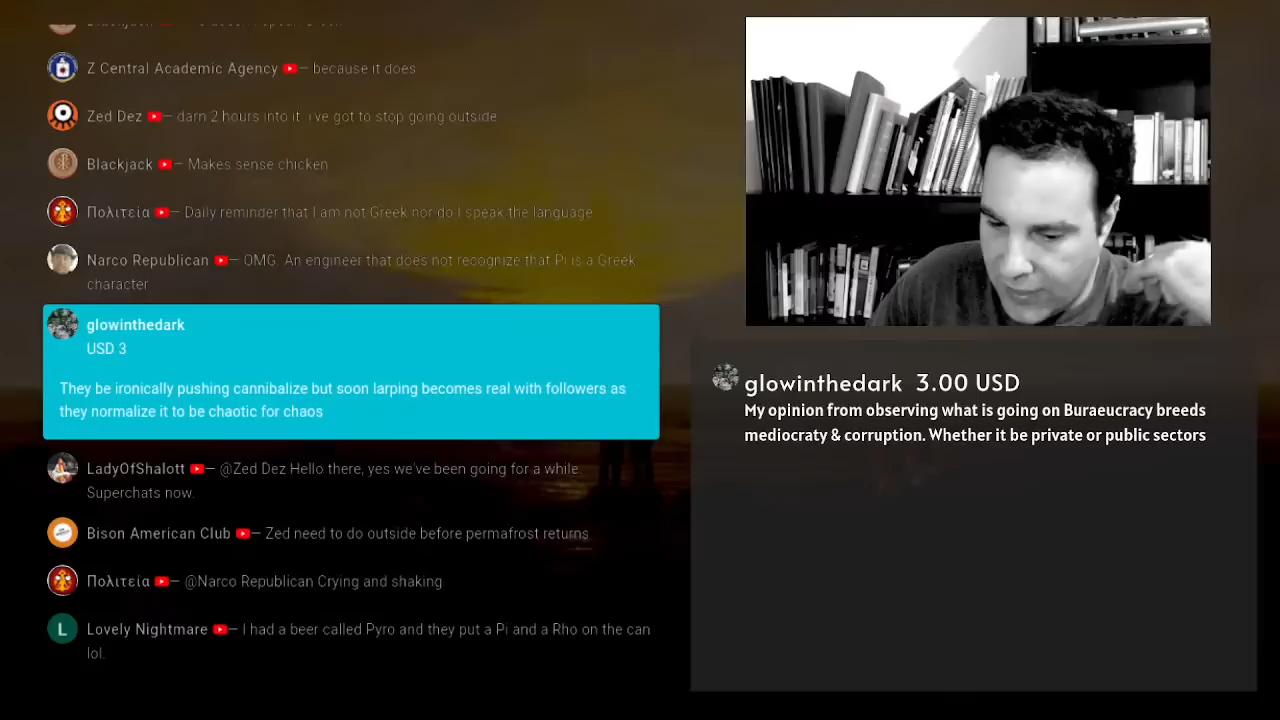 Z Central Academic Agency — because it does
Zed Dez — darn 2 hours into it i ve got to stop going outside
Blackjack — Makes sense chicken
Πολιτεία — Daily reminder that I am not Greek nor do I speak the language
Narco Republican — OMG. An engineer that does not recognize that Pi is a Greek
character
glowinthedark
USD 3
They be ironically pushing cannibalize but soon larping becomes real with followers as
they normalize it to be chaotic for chaos
LadyOfShalott — @Zed Dez Hello there, yes we've been going for a while.
Superchats now.
Bison American Club — Zed need to do outside before permafrost returns
Πολιτεία — @Narco Republican Crying and shaking
L
Lovely Nightmare — I had a beer called Pyro and they put a Pi and a Rho on the can
lol.
glowinthedark 3.00 USD
My opinion from observing what is going on Buraeucracy breeds
mediocraty & corruption. Whether it be private or public sectors